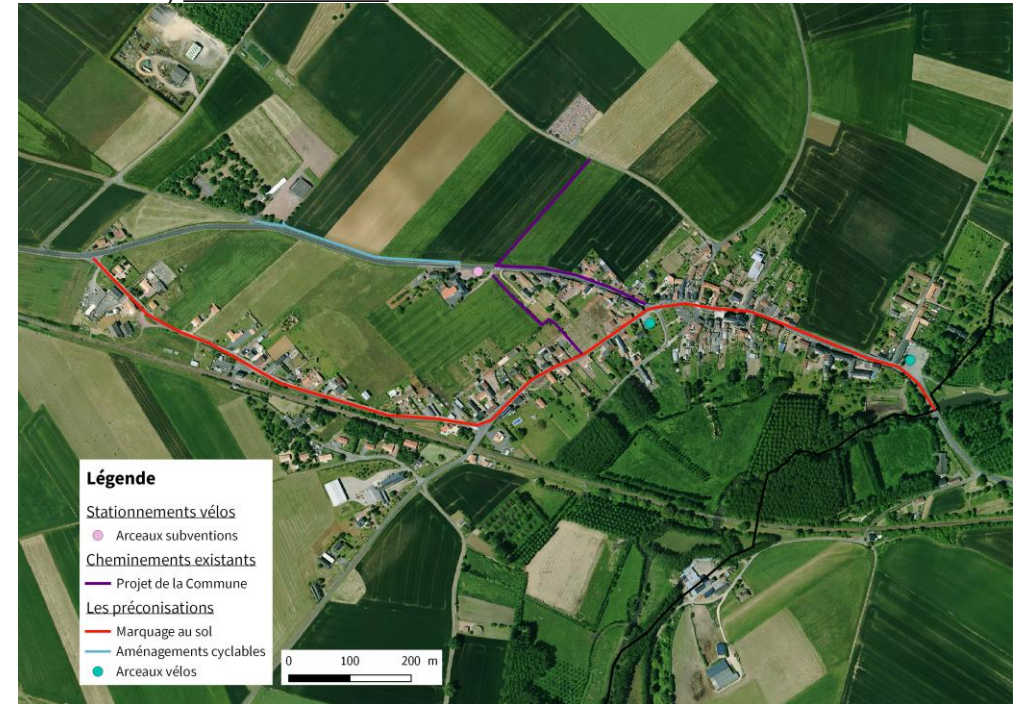 Légende
Stationnements vélos
Arceaux subventions
Cheminements existants
Projet de la Commune
Les préconisations
Marquage au sol
Aménagements cyclables
Arceaux vélos
0 100 200 m